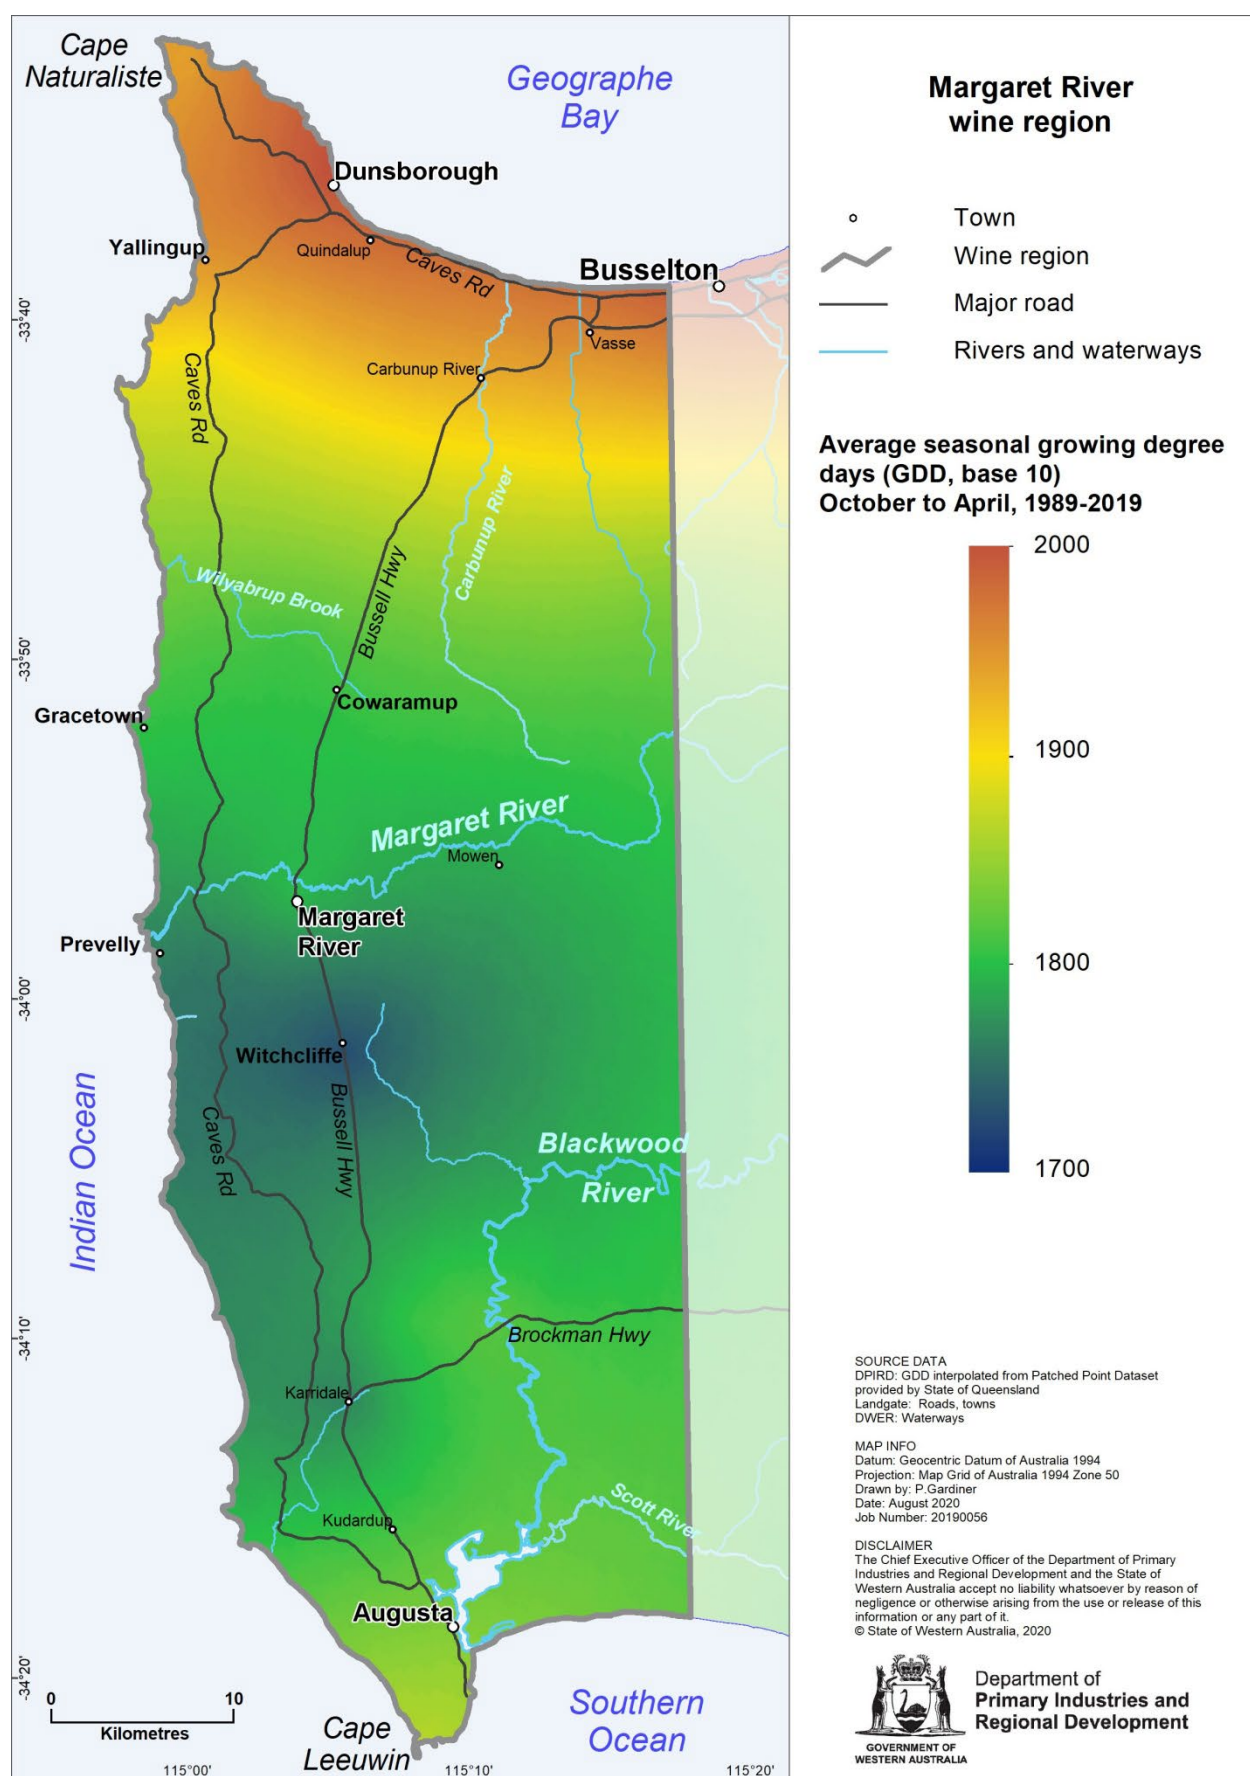 Cape
Naturaliste
Geographe
Bay
Dunsborough
Yallingup
Quindalup
Caves Rd
Busselton
Vasse
Carbunup River
Caves Rd
Carbunup River
Bussell Hwy
Wilyabrup Brook
Cowaramup
Gracetown
Margaret River
Mowen
Margaret
River
Prevelly
Witchcliffe
Bussell Hwy
Caves Rd
Indian Ocean
Blackwood
River
Brockman Hwy
Karridale
Kudardup
Scott River
Augusta
Southern
Ocean
Cape
Leeuwin
0 10
Kilometres
-33°40'
-33°50'
-34°00'
-34°10'
-34°20'
115°00' 115°10' 115°20'
Margaret River
wine region
Town
Wine region
Major road
Rivers and waterways
Average seasonal growing degree
days (GDD, base 10)
October to April, 1989-2019
2000
1900
1800
1700
SOURCE DATA
DPIRD: GDD interpolated from Patched Point Dataset
provided by State of Queensland
Landgate: Roads, towns
DWER: Waterways
MAP INFO
Datum: Geocentric Datum of Australia 1994
Projection: Map Grid of Australia 1994 Zone 50
Drawn by: P.Gardiner
Date: August 2020
Job Number: 20190056
DISCLAIMER
The Chief Executive Officer of the Department of Primary
Industries and Regional Development and the State of
Western Australia accept no liability whatsoever by reason of
negligence or otherwise arising from the use or release of this
information or any part of it.
© State of Western Australia, 2020
GOVERNMENT OF
WESTERN AUSTRALIA
Department of
Primary Industries and
Regional Development